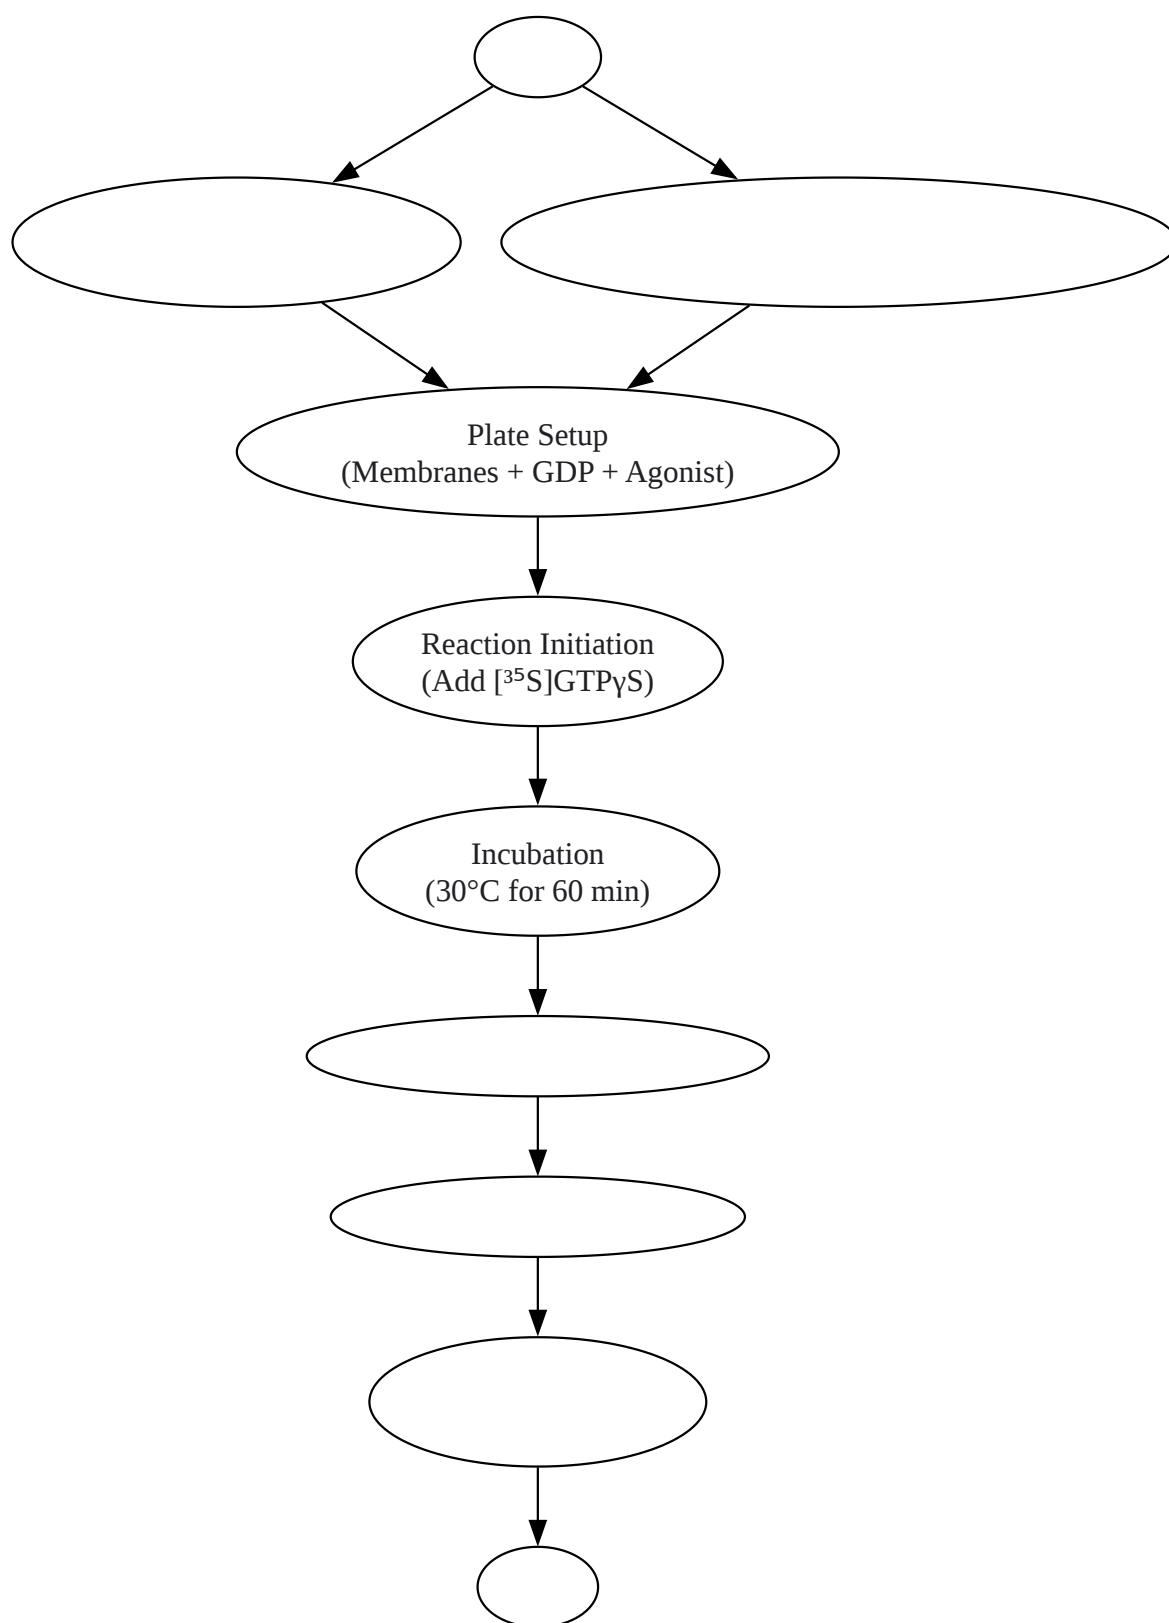 Plate Setup
(Membranes + GDP + Agonist)
Reaction Initiation
(Add [³⁵S]GTPγS)
Incubation
(30°C for 60 min)